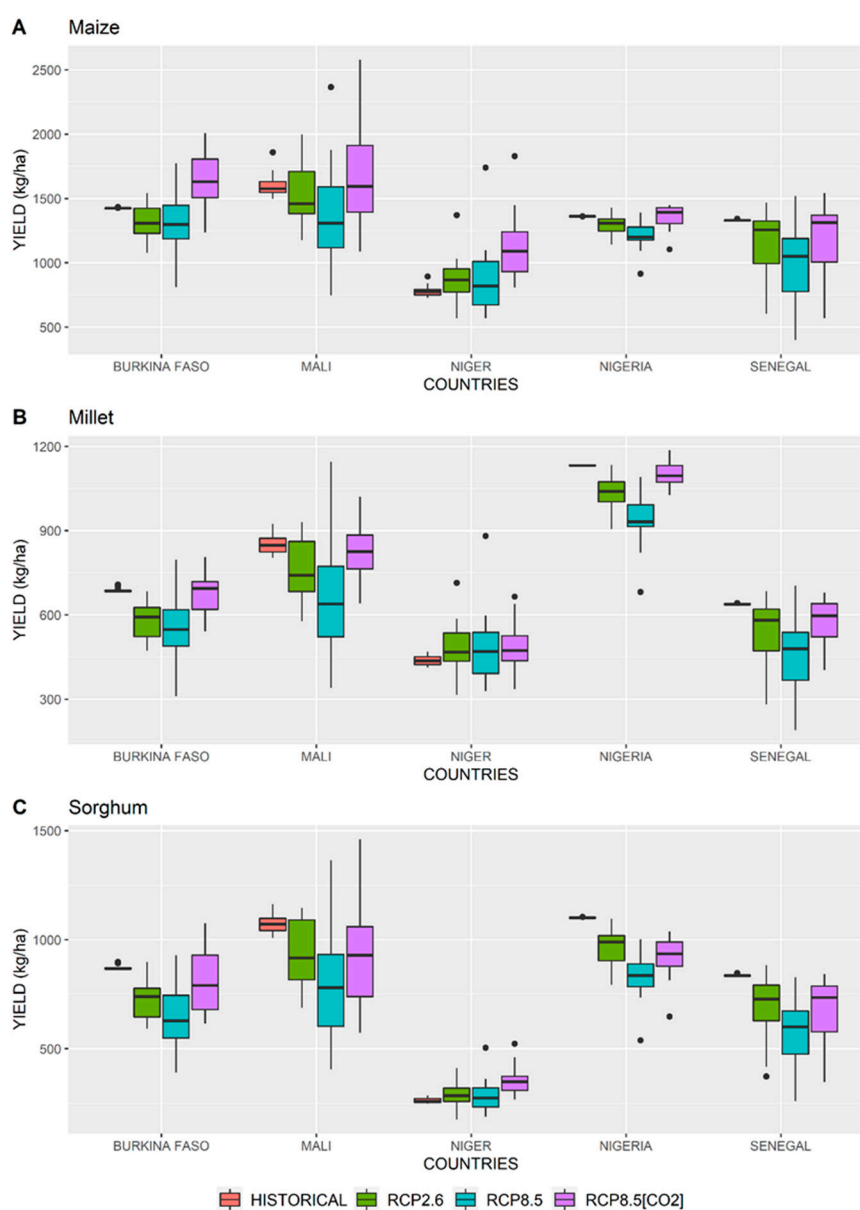 A Maize
2500
2000
1500
1000
500
YIELD (kg/ha)
BURKINA FASO MALI NIGER NIGERIA SENEGAL
COUNTRIES
B Millet
1200
900
600
300
YIELD (kg/ha)
BURKINA FASO MALI NIGER NIGERIA SENEGAL
COUNTRIES
C Sorghum
1500
1000
500
YIELD (kg/ha)
BURKINA FASO MALI NIGER NIGERIA SENEGAL
COUNTRIES
HISTORICAL RCP2.6 RCP8.5 RCP8.5[CO2]